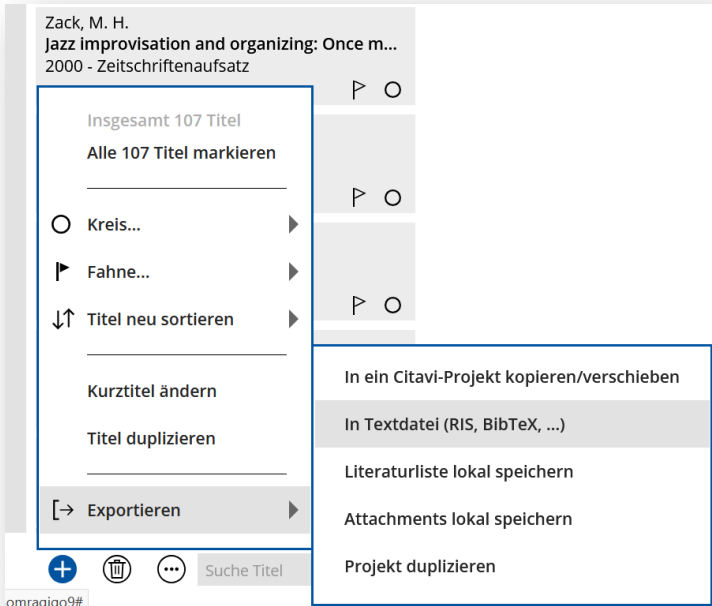 Zack, M. H.
Jazz improvisation and organizing: Once m...
2000 - Zeitschriftenaufsatz
Insgesamt 107 Titel
Alle 107 Titel markieren
Kreis...
Fahne...
Titel neu sortieren
Kurztitel ändern
Titel duplizieren
Exportieren
In ein Citavi-Projekt kopieren/verschieben
In Textdatei (RIS, BibTeX, ...)
Literaturliste lokal speichern
Attachments lokal speichern
Projekt duplizieren
Suche Titel